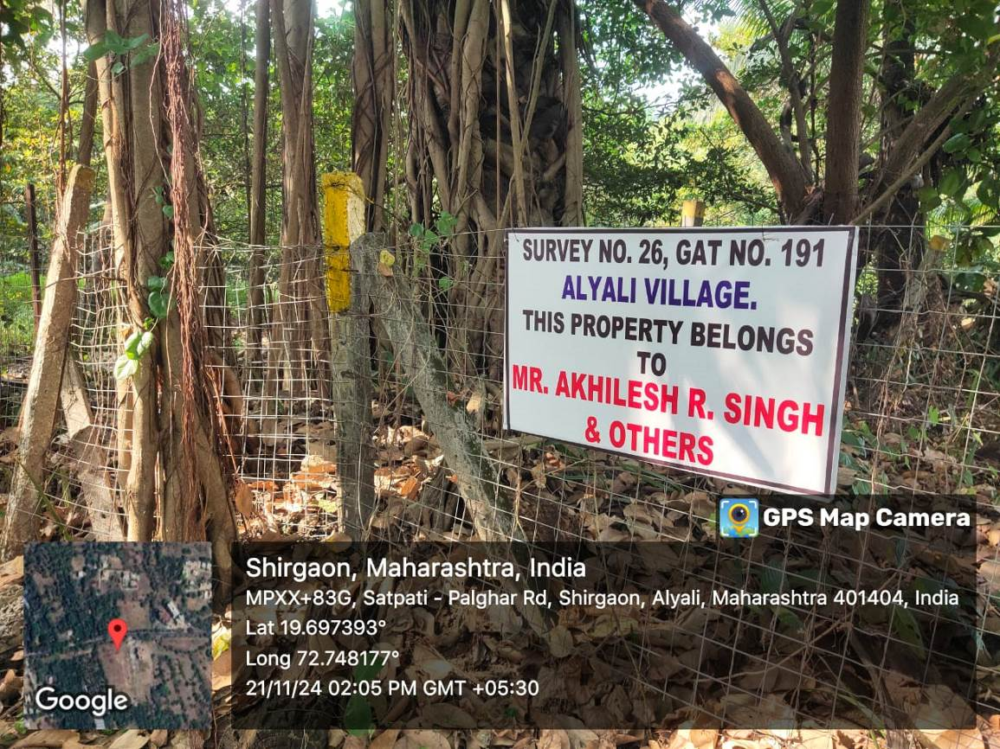 SURVEY NO. 26, GAT NO. 191
ALYALI VILLAGE.
THIS PROPERTY BELONGS
TO
MR. AKHILESH R. SINGH
& OTHERS
GPS Map Camera
Shirgaon, Maharashtra, India
MPXX+83G, Satpati - Palghar Rd, Shirgaon, Alyali, Maharashtra 401404, India
Lat 19.697393°
Long 72.748177°
21/11/24 02:05 PM GMT +05:30
Google